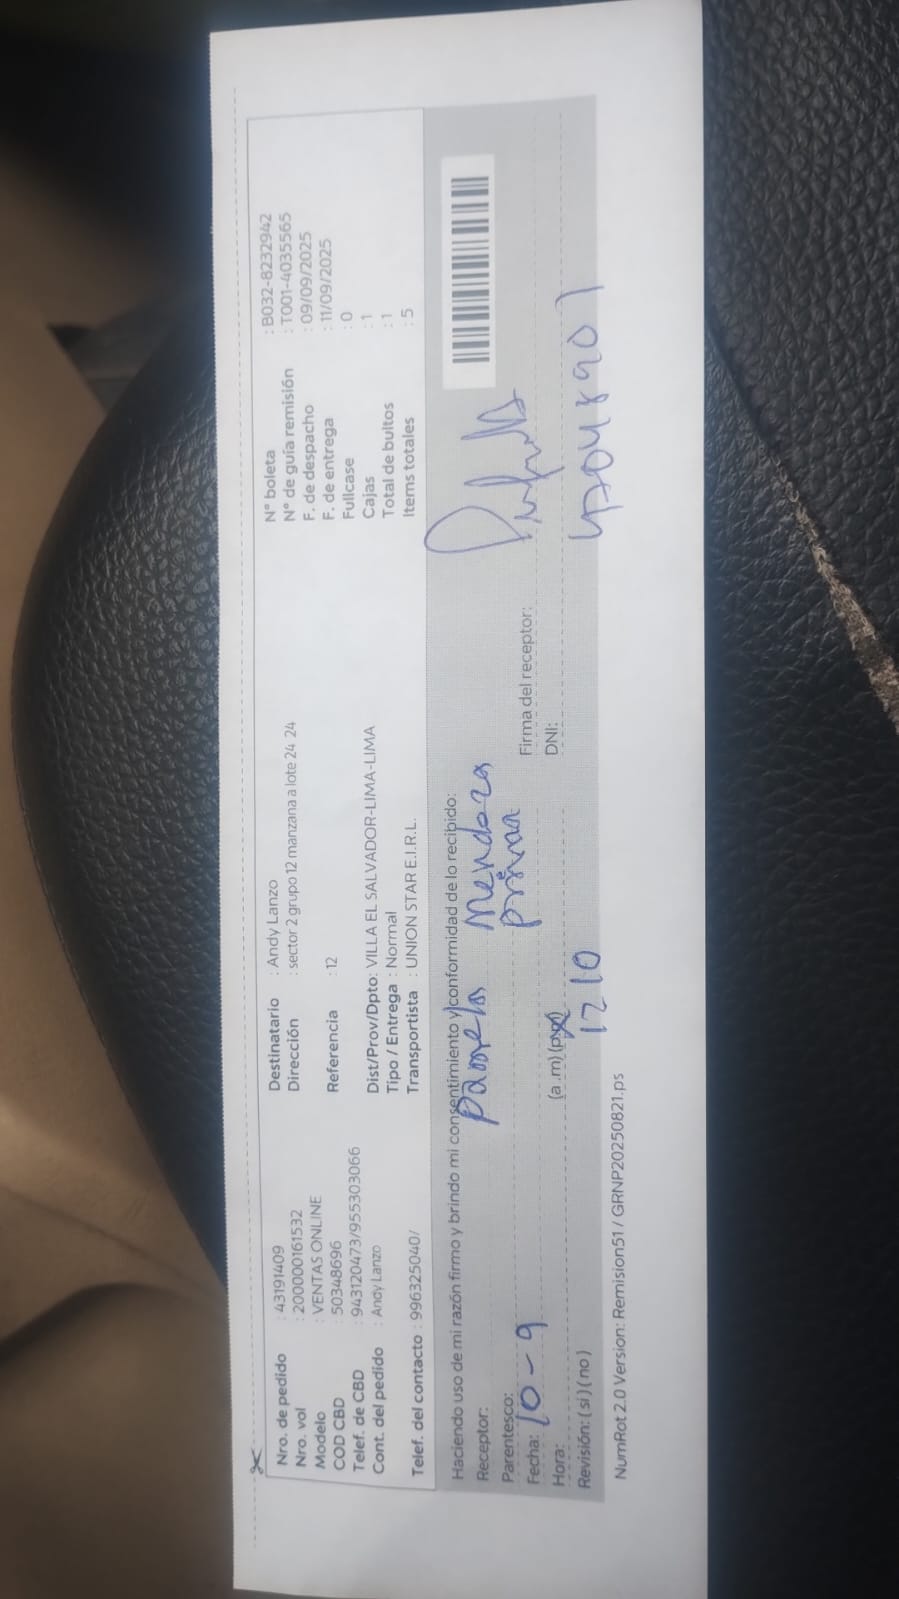 Nro. de pedido : 43191409
Nro. vol : 200000161532
Modelo : VENTAS ONLINE
COD CBD : 50348696
Telef. de CBD : 943120473/955303066
Cont. del pedido : Andy Lanzo
Telef. del contacto : 996325040/
Destinatario : Andy Lanzo
Dirección : sector 2 grupo 12 manzana a lote 24 24
Referencia : 12
Dist/Prov/Dpto: VILLA EL SALVADOR-LIMA-LIMA
Tipo / Entrega : Normal
Transportista : UNION STAR E.I.R.L.
N° boleta : B032-8232942
N° de guía remisión : T001-4035565
F. de despacho : 09/09/2025
F. de entrega : 11/09/2025
Fullcase : 0
Cajas : 1
Total de bultos : 1
Items totales : 5
Haciendo uso de mi razón firmo y brindo mi consentimiento y conformidad de lo recibido:
Receptor: Pamela Mendoza
Parentesco: prima
Fecha: 10-9
Hora: (a.m) (p.m) 12 10
Revisión: ( si ) ( no )
Firma del receptor:
DNI:
NumRot 2.0 Version: Remision51 / GRNP20250821.ps